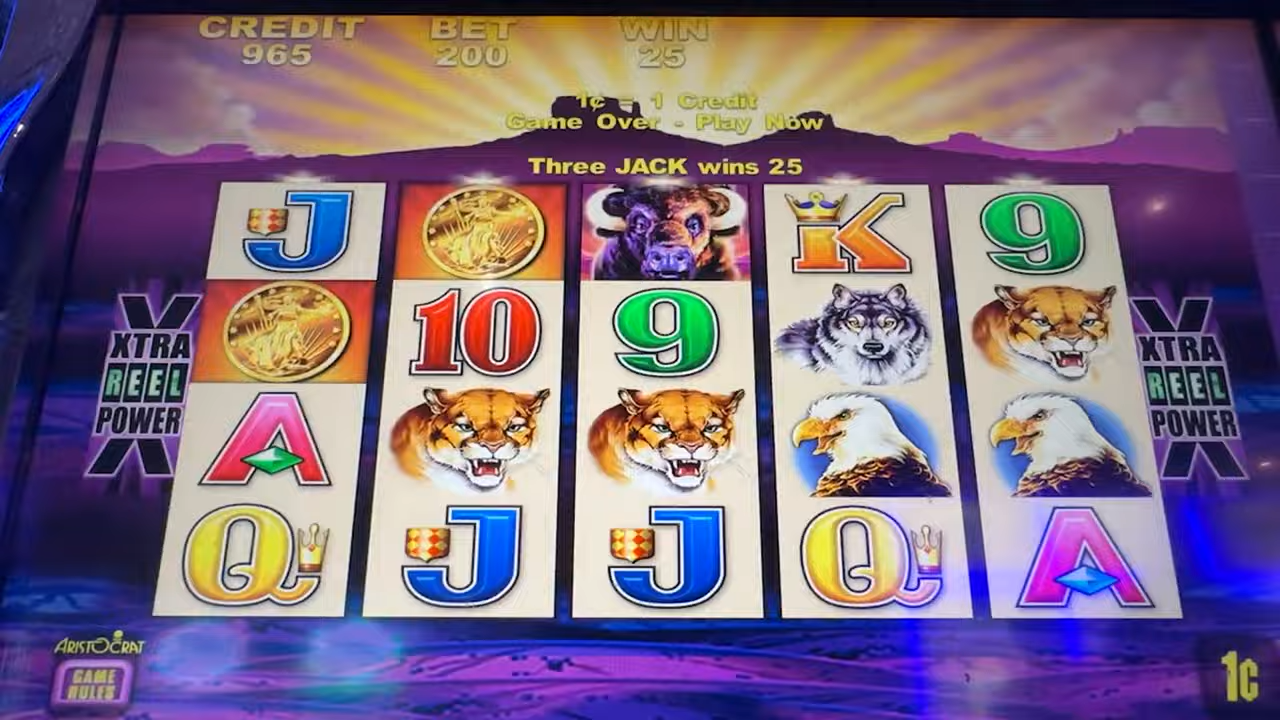 CREDIT BET WIN
965 200 25
1¢ = 1 Credit
Game Over - Play Now
Three JACK wins 25
J K 9
10 9
A
Q J J Q A
XTRA
REEL
POWER
XTRA
REEL
POWER
ARISTOCRAT
GAME
RULES
1¢